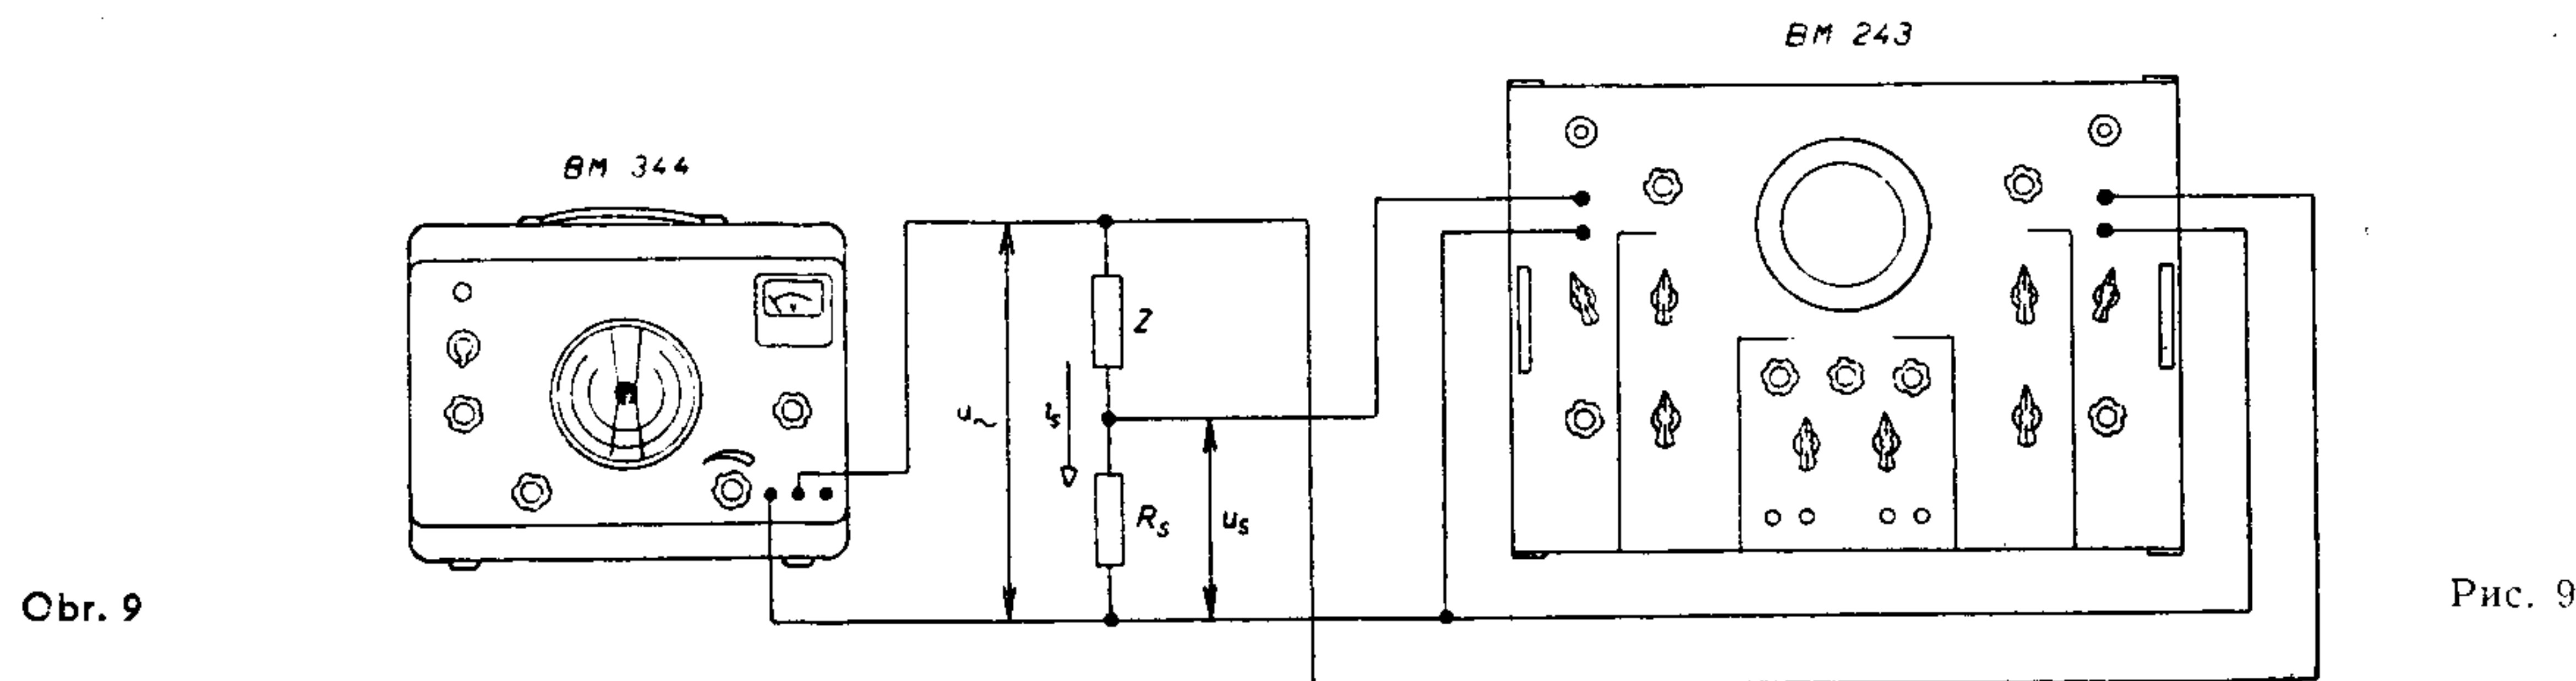 BM 243
BM 344
Z
u~
is
Rs
us
Obr. 9
Рис. 9